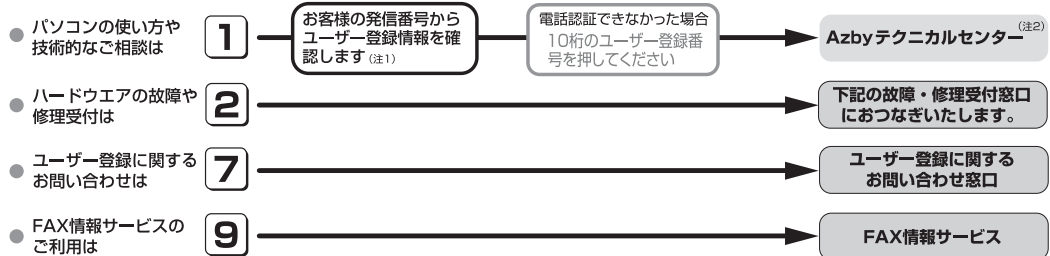 ● パソコンの使い方や
技術的なご相談は
1
お客様の発信番号から
ユーザー登録情報を確
認します(注1)
電話認証できなかった場合
10桁のユーザー登録番
号を押してください
Azbyテクニカルセンター(注2)
● ハードウエアの故障や
修理受付は
2
下記の故障・修理受付窓口
におつなぎいたします。
● ユーザー登録に関する
お問い合わせは
7
ユーザー登録に関する
お問い合わせ窓口
● FAX情報サービスの
ご利用は
9
FAX情報サービス